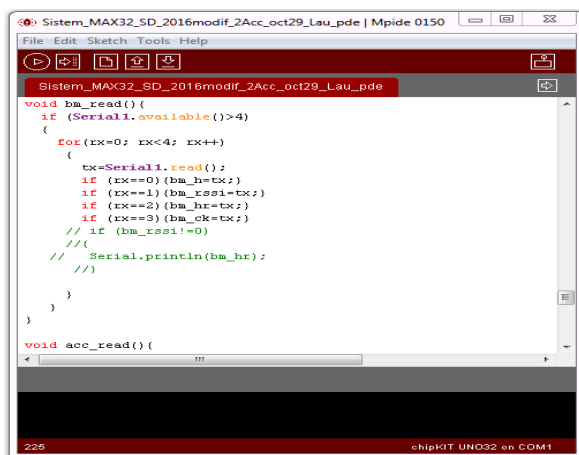 Sistem_MAX32_SD_2016modif_2Acc_oct29_Lau_pde | Mpide 0150
File Edit Sketch Tools Help
Sistem_MAX32_SD_2016modif_2Acc_oct29_Lau_pde
void bm_read(){
if (Serial1.available()>4)
{
for(rx=0; rx<4; rx++)
{
tx=Serial1.read();
if (rx==0){bm_h=tx;}
if (rx==1){bm_rssi=tx;}
if (rx==2){bm_hr=tx;}
if (rx==3){bm_ck=tx;}
// if (bm_rssi!=0)
//{
// Serial.println(bm_hr);
//}
}
}
}
void acc_read(){
225 chipKIT UNO32 on COM1